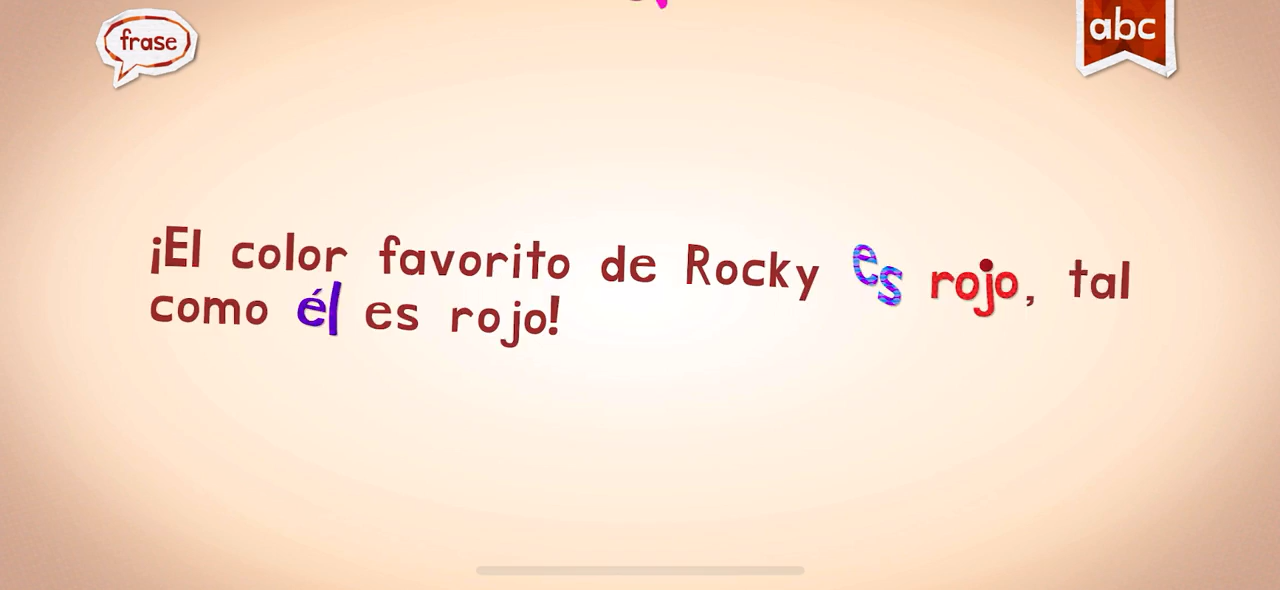 frase
abc
¡El color favorito de Rocky es rojo, tal
como él es rojo!